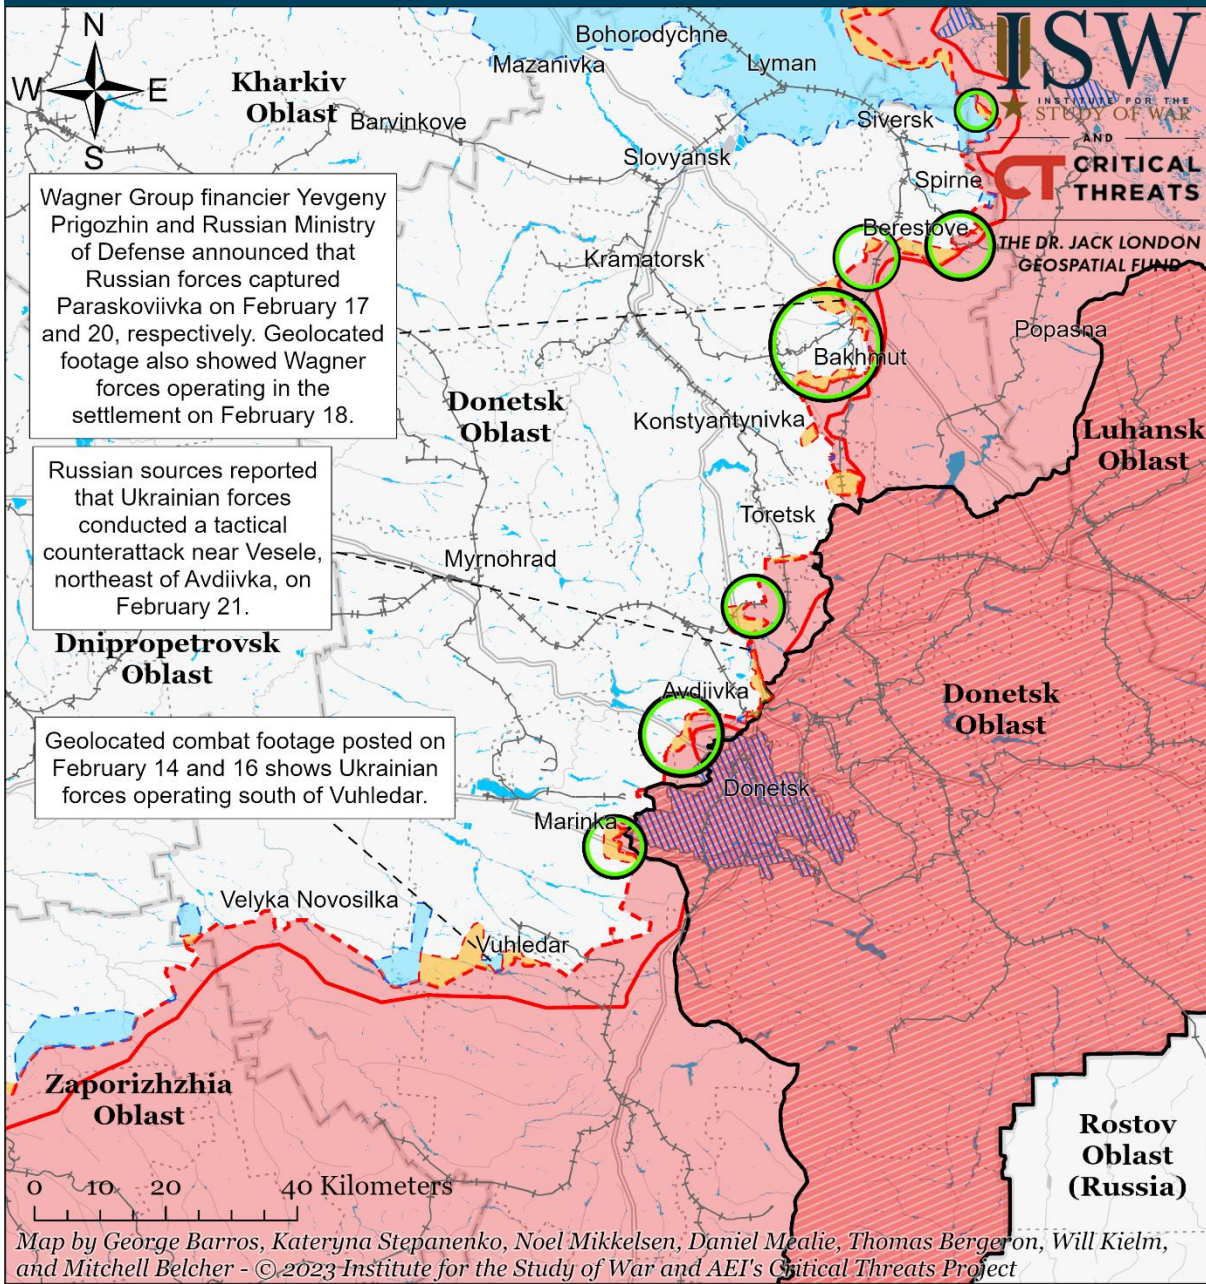 N
W
E
S
Bohorodychne
Mazanivka
Lyman
ISW
INSTITUTE FOR THE
STUDY OF WAR
AND
CT CRITICAL
THREATS
THE DR. JACK LONDON
GEOSPATIAL FUND
Kharkiv
Oblast
Barvinkove
Siversk
Slovyansk
Spirne
Berestove
Kramatorsk
Popasna
Bakhmut
Wagner Group financier Yevgeny
Prigozhin and Russian Ministry
of Defense announced that
Russian forces captured
Paraskoviivka on February 17
and 20, respectively. Geolocated
footage also showed Wagner
forces operating in the
settlement on February 18.
Donetsk
Oblast
Konstyantynivka
Luhansk
Oblast
Russian sources reported
that Ukrainian forces
conducted a tactical
counterattack near Vesele,
northeast of Avdiivka, on
February 21.
Toretsk
Myrnohrad
Dnipropetrovsk
Oblast
Avdiivka
Donetsk
Oblast
Geolocated combat footage posted on
February 14 and 16 shows Ukrainian
forces operating south of Vuhledar.
Donetsk
Marinka
Velyka Novosilka
Vuhledar
Zaporizhzhia
Oblast
Rostov
Oblast
(Russia)
0 10 20 40 Kilometers
Map by George Barros, Kateryna Stepanenko, Noel Mikkelsen, Daniel Mealie, Thomas Bergeron, Will Kielm,
and Mitchell Belcher - © 2023 Institute for the Study of War and AEI's Critical Threats Project